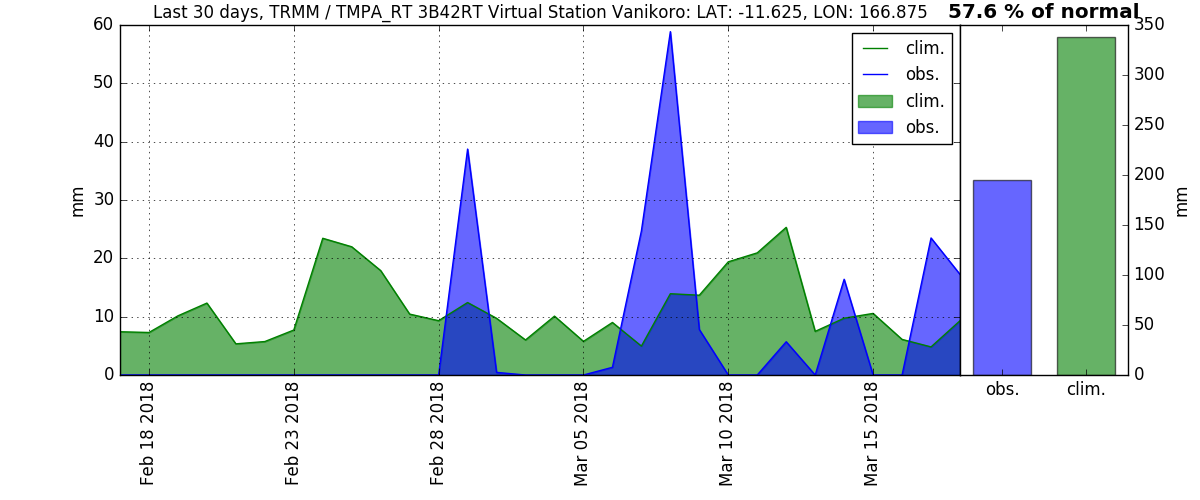 Last 30 days, TRMM / TMPA_RT 3B42RT Virtual Station Vanikoro: LAT: -11.625, LON: 166.875
57.6 % of normal
60
50
40
30
20
10
0
mm
clim.
obs.
clim.
obs.
Feb 18 2018
Feb 23 2018
Feb 28 2018
Mar 05 2018
Mar 10 2018
Mar 15 2018
350
300
250
200
150
100
50
0
mm
obs.
clim.